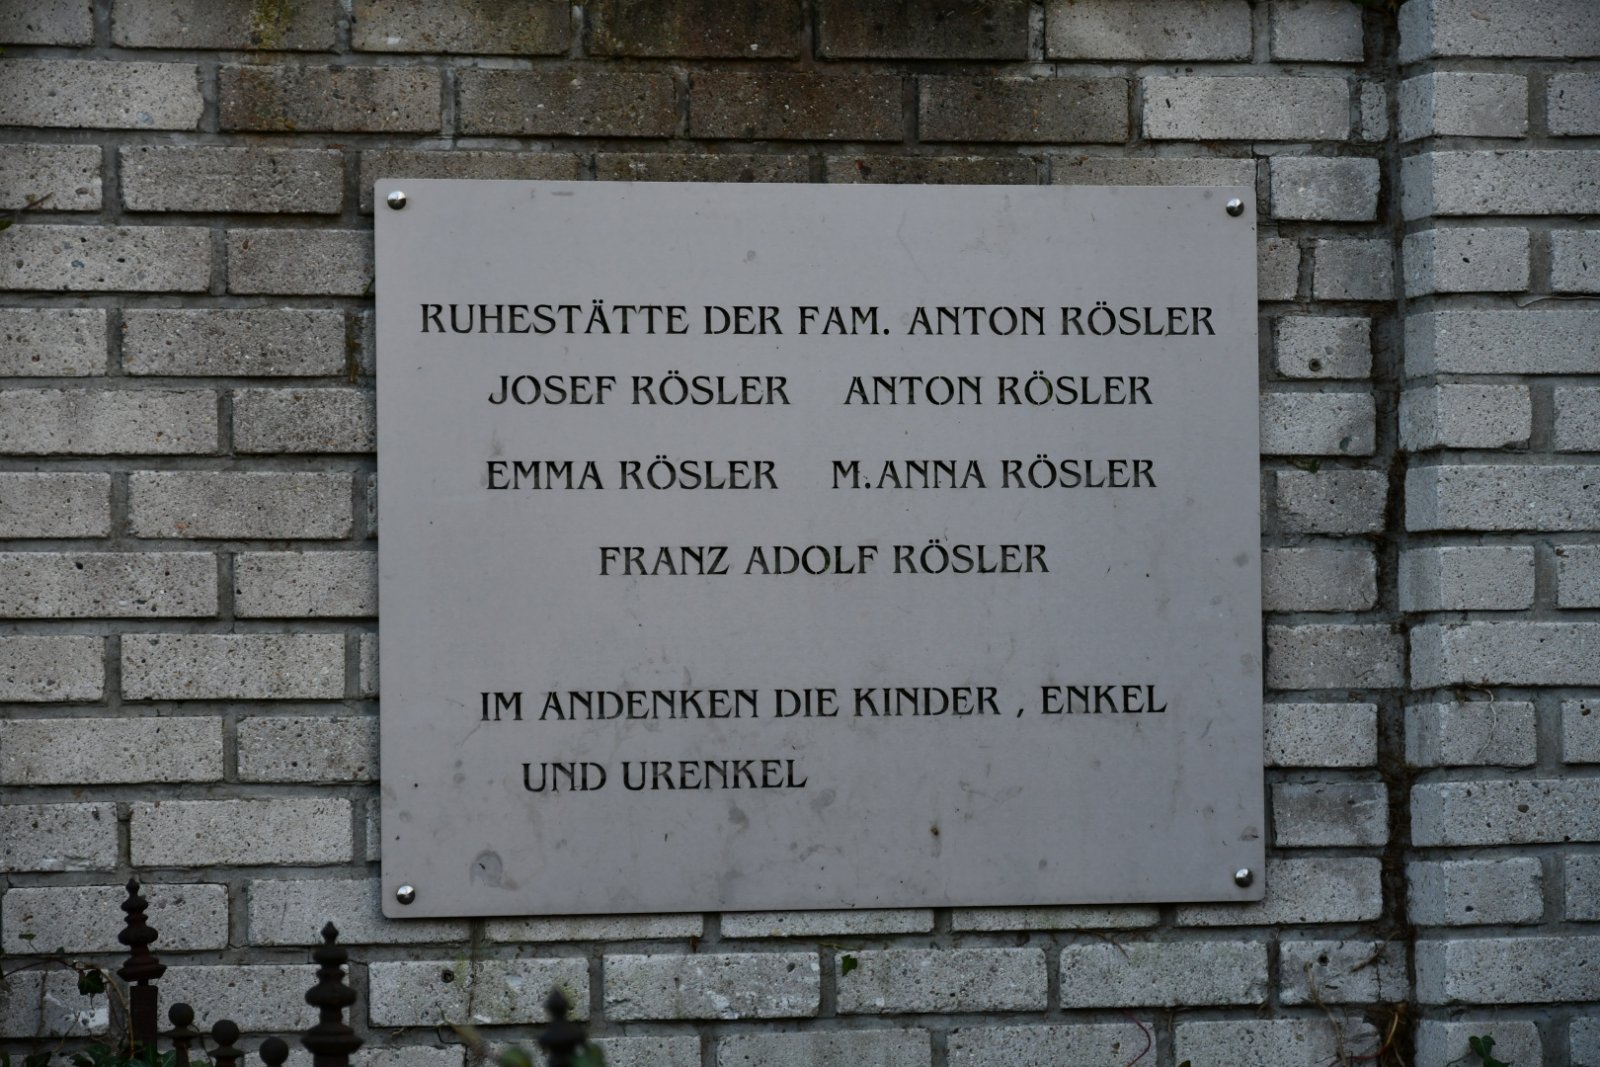 RUHESTÄTTE DER FAM. ANTON RÖSLER
JOSEF RÖSLER ANTON RÖSLER
EMMA RÖSLER M.ANNA RÖSLER
FRANZ ADOLF RÖSLER
IM ANDENKEN DIE KINDER , ENKEL
UND URENKEL